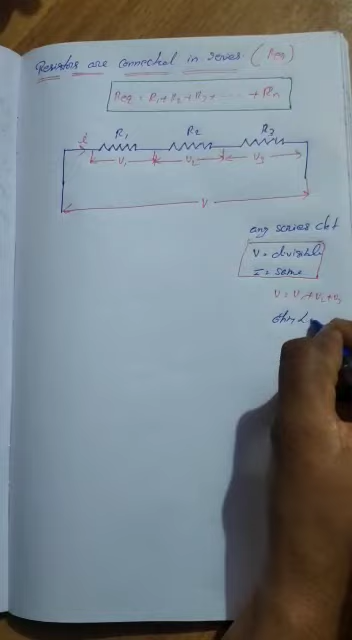 Resistors are connected in series (Req)
Req = R1+R2+R3+ ------ + Rn
i R1 R2 R3
V1 V2 V3
V
any series ckt
V = dividable
I = same
V = V1+V2+V3